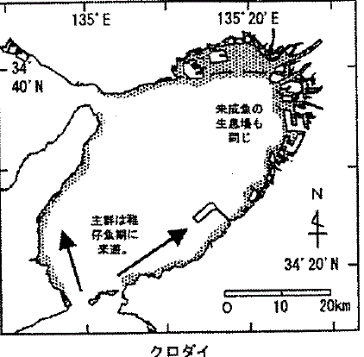 135°E
135°20'E
34°
40'N
未成魚の
生息場も
同じ
主群は稚
仔魚期に
来遊。
N
34°20'N
0 10 20km
クロダイ